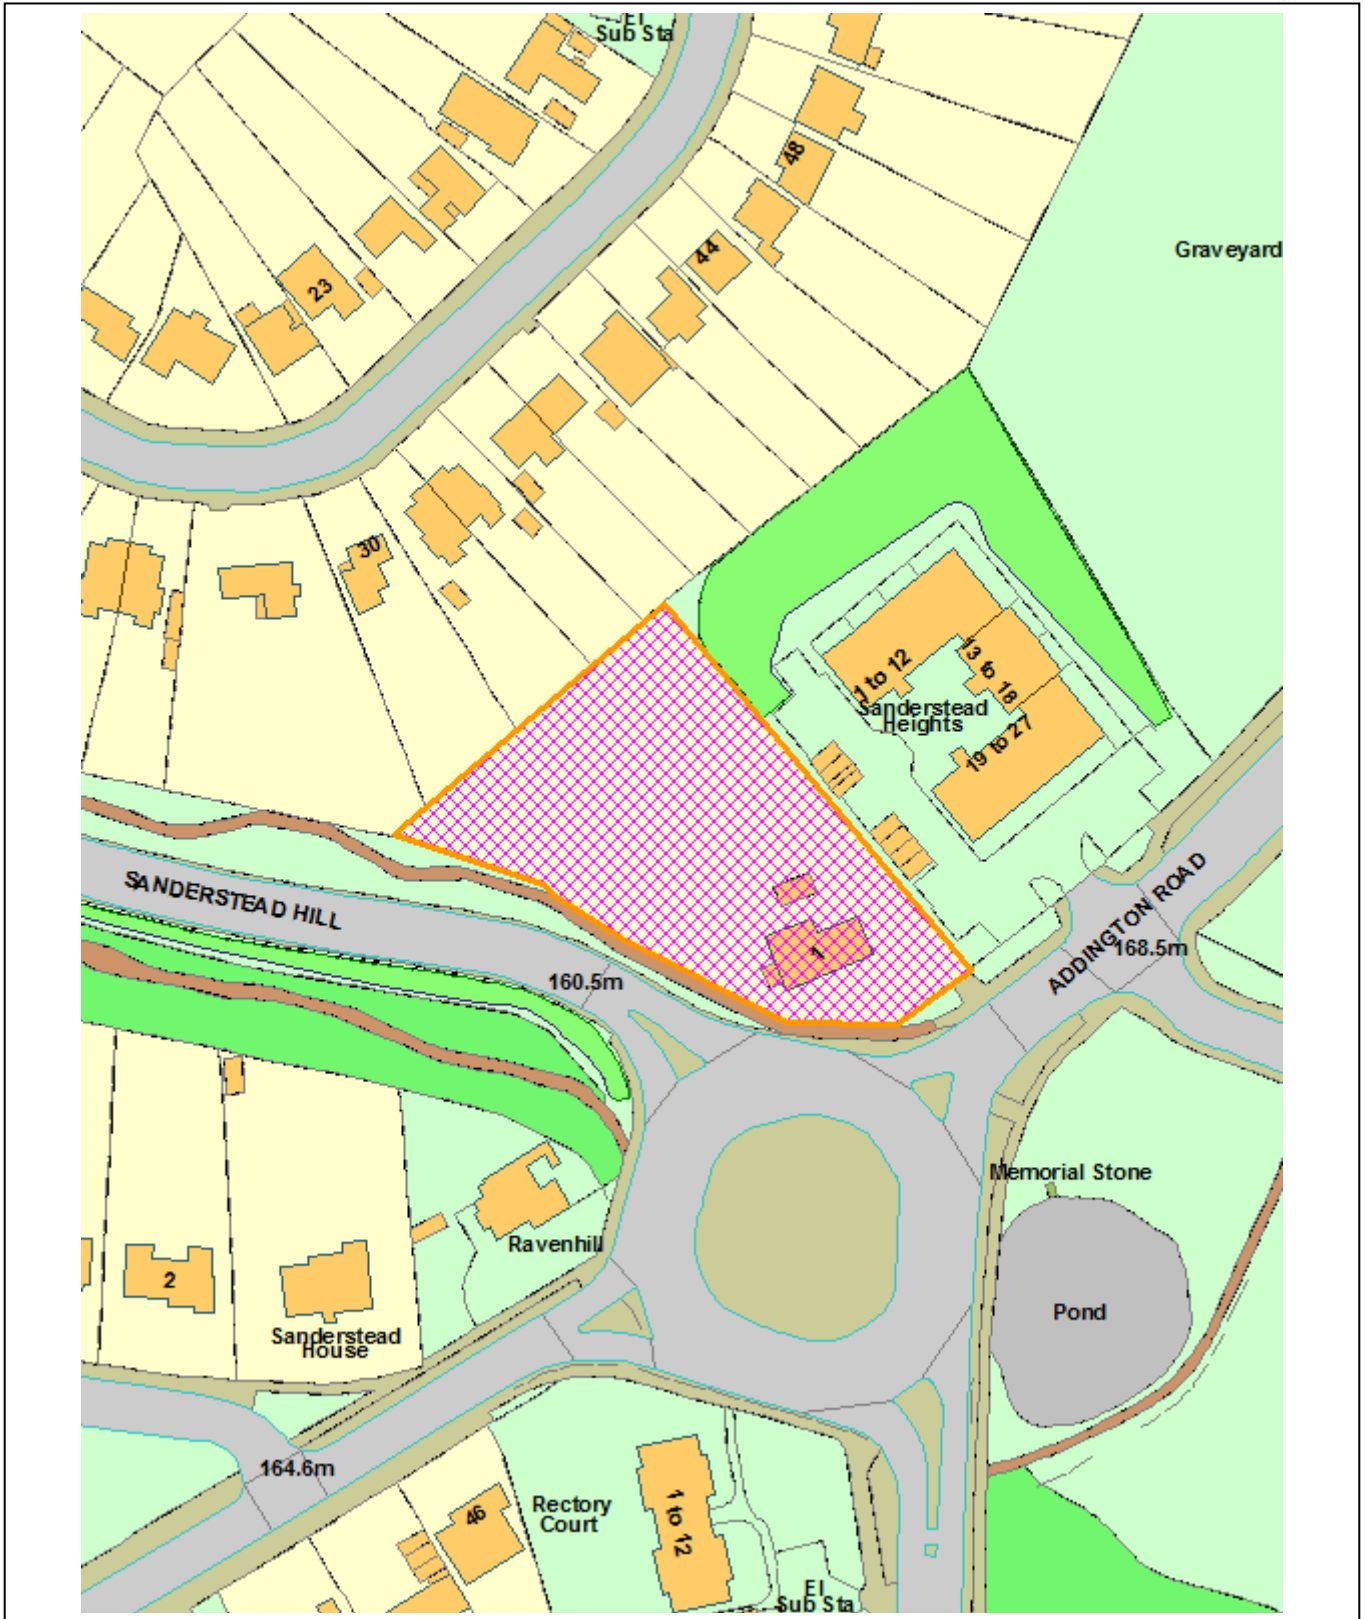 El
Sub Sta
48
Graveyard
44
23
30
1 to 12
13 to 18
Sanderstead
Heights
19 to 27
SANDERSTEAD HILL
ADDINGTON ROAD
1
168.5m
160.5m
Memorial Stone
Ravenhill
2
Pond
Sanderstead
House
164.6m
46
Rectory
Court
1 to 12
El
Sub Sta